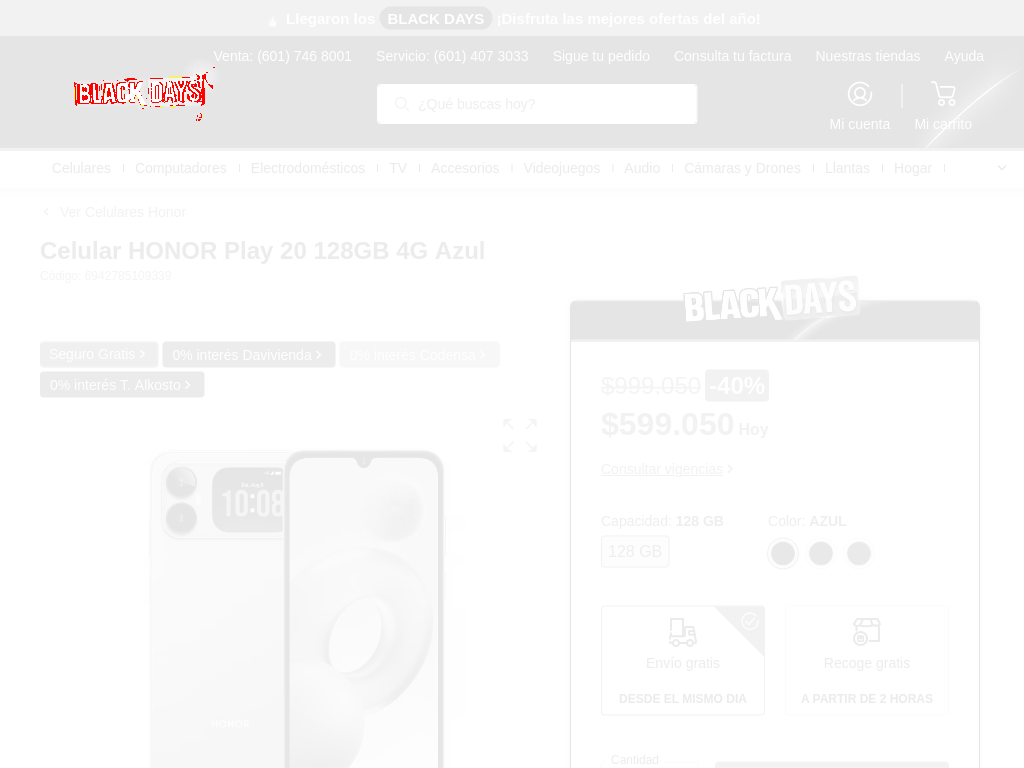 Llegaron los BLACK DAYS ¡Disfruta las mejores ofertas del año!
Venta: (601) 746 8001 Servicio: (601) 407 3033 Sigue tu pedido Consulta tu factura Nuestras tiendas Ayuda
BLACK DAYS
¿Qué buscas hoy?
Mi cuenta Mi carrito
Celulares Computadores Electrodomésticos TV Accesorios Videojuegos Audio Cámaras y Drones Llantas Hogar
Ver Celulares Honor
Celular HONOR Play 20 128GB 4G Azul
Código: 6942785109339
BLACK DAYS
Seguro Gratis 0% interés Davivienda 0% interés Codensa
0% interés T. Alkosto
$999.050 -40%
$599.050 Hoy
Consultar vigencias
Capacidad: 128 GB Color: AZUL
128 GB
10:08
HONOR
Envío gratis Recoge gratis
DESDE EL MISMO DIA A PARTIR DE 2 HORAS
Cantidad